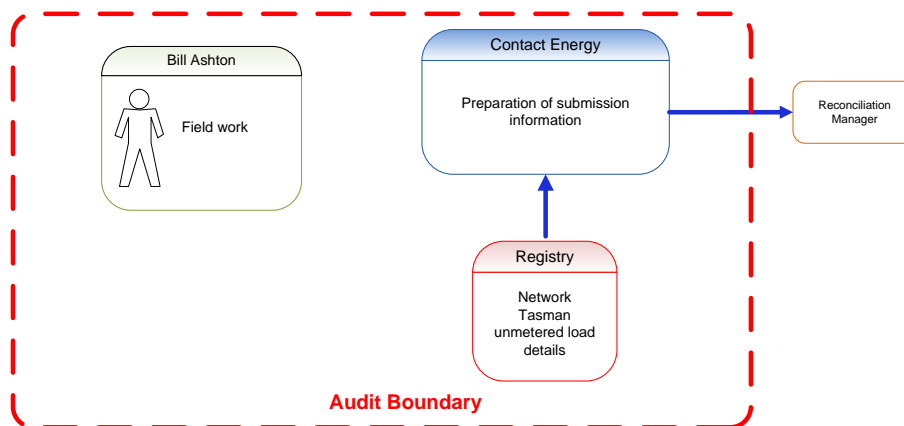 Bill Ashton
Field work
Contact Energy
Preparation of submission
information
Reconciliation
Manager
Registry
Network
Tasman
unmetered load
details
Audit Boundary